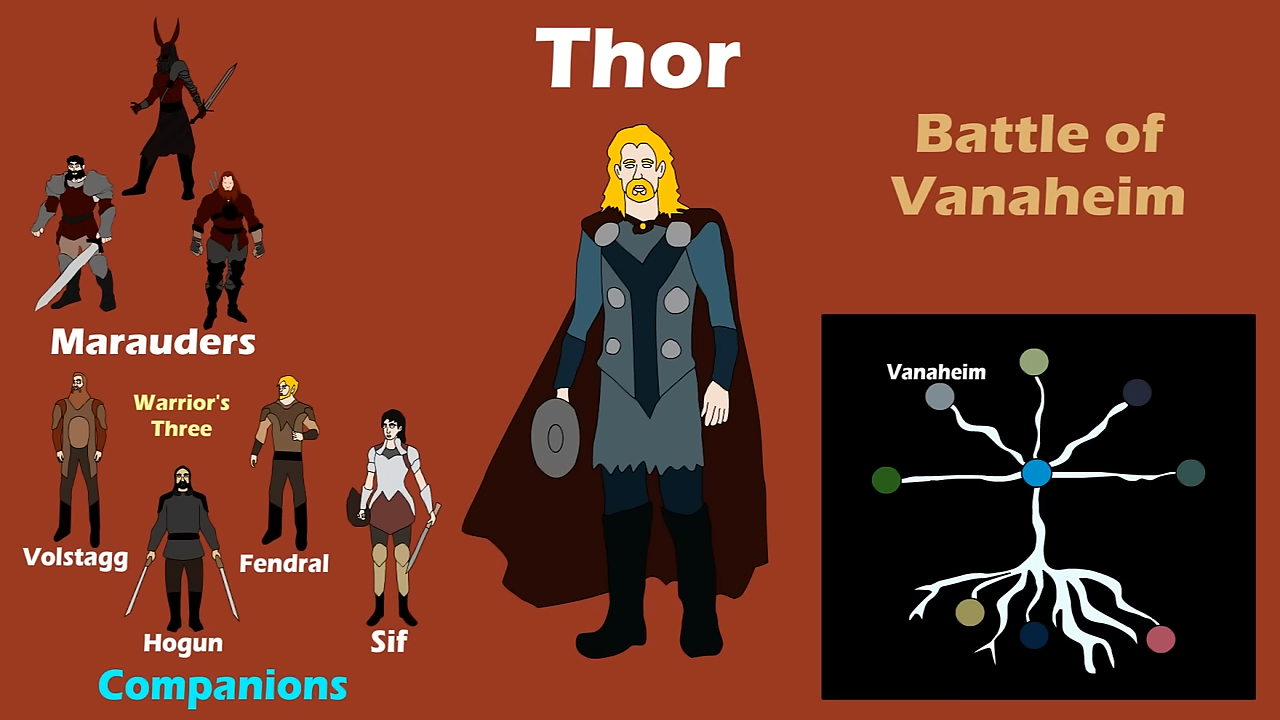 Thor
Battle of
Vanaheim
Marauders
Warrior's
Three
Volstagg
Fendral
Hogun
Sif
Companions
Vanaheim